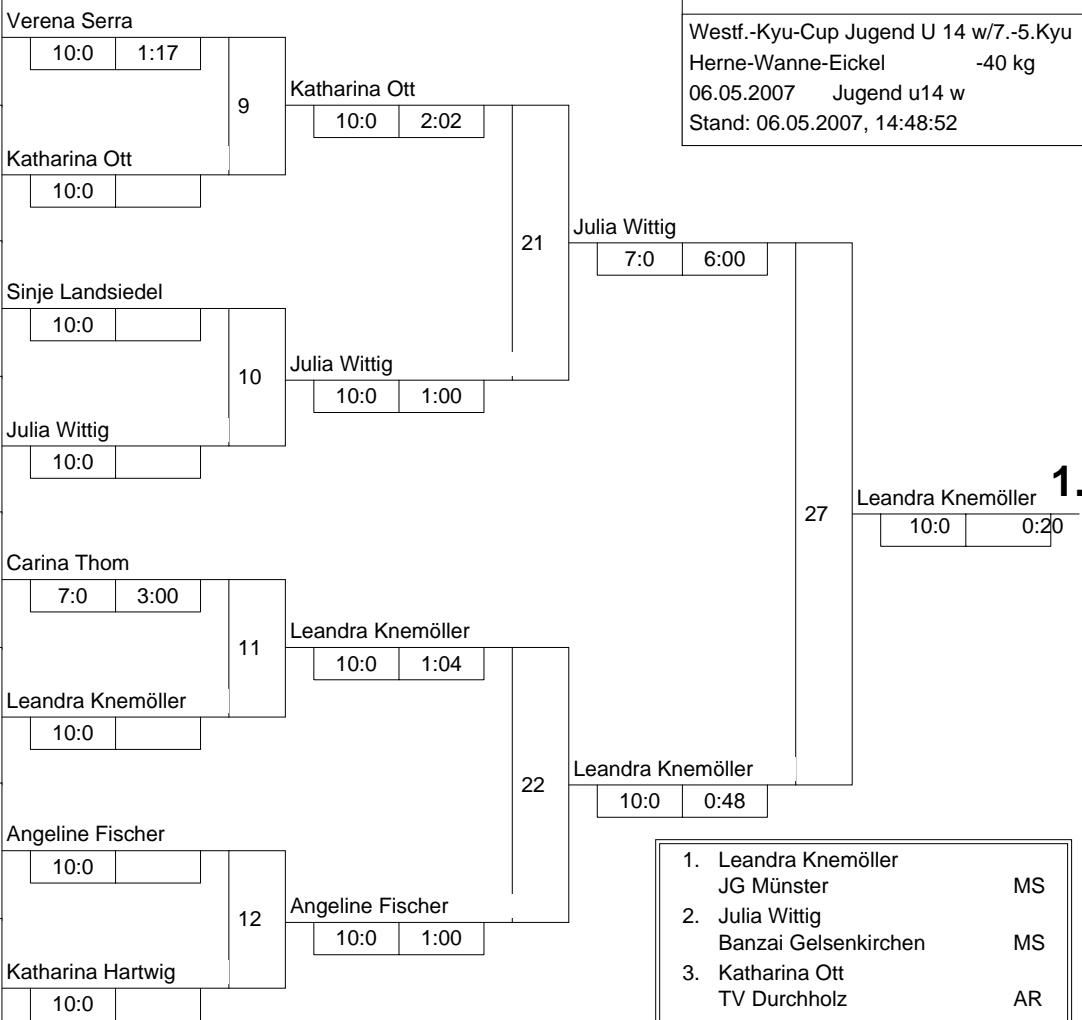 Verena Serra
10:0 1:17
9
Katharina Ott
10:0
Sinje Landsiedel
10:0
10
Julia Wittig
10:0
Carina Thom
7:0 3:00
11
Leandra Knemöller
10:0
Angeline Fischer
10:0
12
Katharina Hartwig
10:0
Katharina Ott
10:0 2:02
21
Julia Wittig
10:0 1:00
Leandra Knemöller
10:0 1:04
22
Angeline Fischer
10:0 1:00
Julia Wittig
7:0 6:00
27
Leandra Knemöller
10:0 0:48
Leandra Knemöller 1.
10:0 0:20
Westf.-Kyu-Cup Jugend U 14 w/7.-5.Kyu
Herne-Wanne-Eickel -40 kg
06.05.2007 Jugend u14 w
Stand: 06.05.2007, 14:48:52
1. Leandra Knemöller
JG Münster MS
2. Julia Wittig
Banzai Gelsenkirchen MS
3. Katharina Ott
TV Durchholz AR